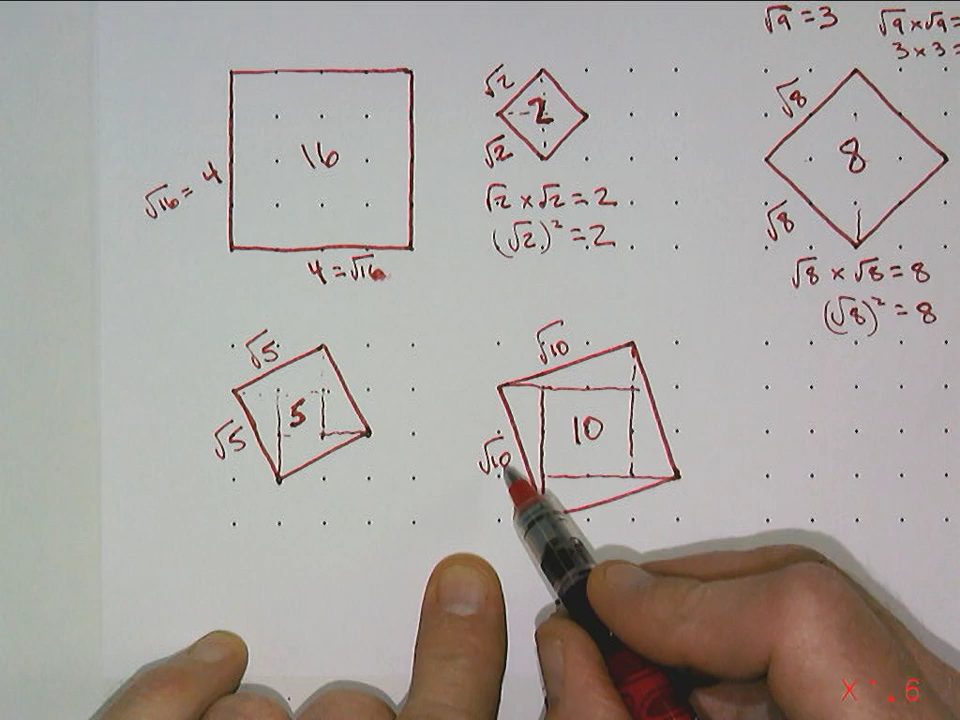 √9 = 3
√9 × √9 =
3 × 3 =
16
√16 = 4
4 = √16
√2
2
√2
√2 × √2 = 2
(√2)² = 2
√8
8
√8
√8 × √8 = 8
(√8)² = 8
√5
5
√5
√10
10
√10